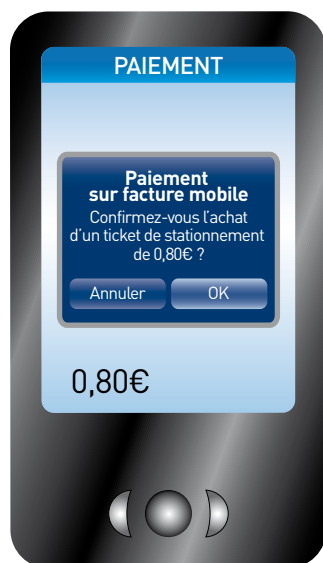 PAIEMENT
Paiement
sur facture mobile
Confirmez-vous l'achat
d'un ticket de stationnement
de 0,80€ ?
Annuler OK
0,80€